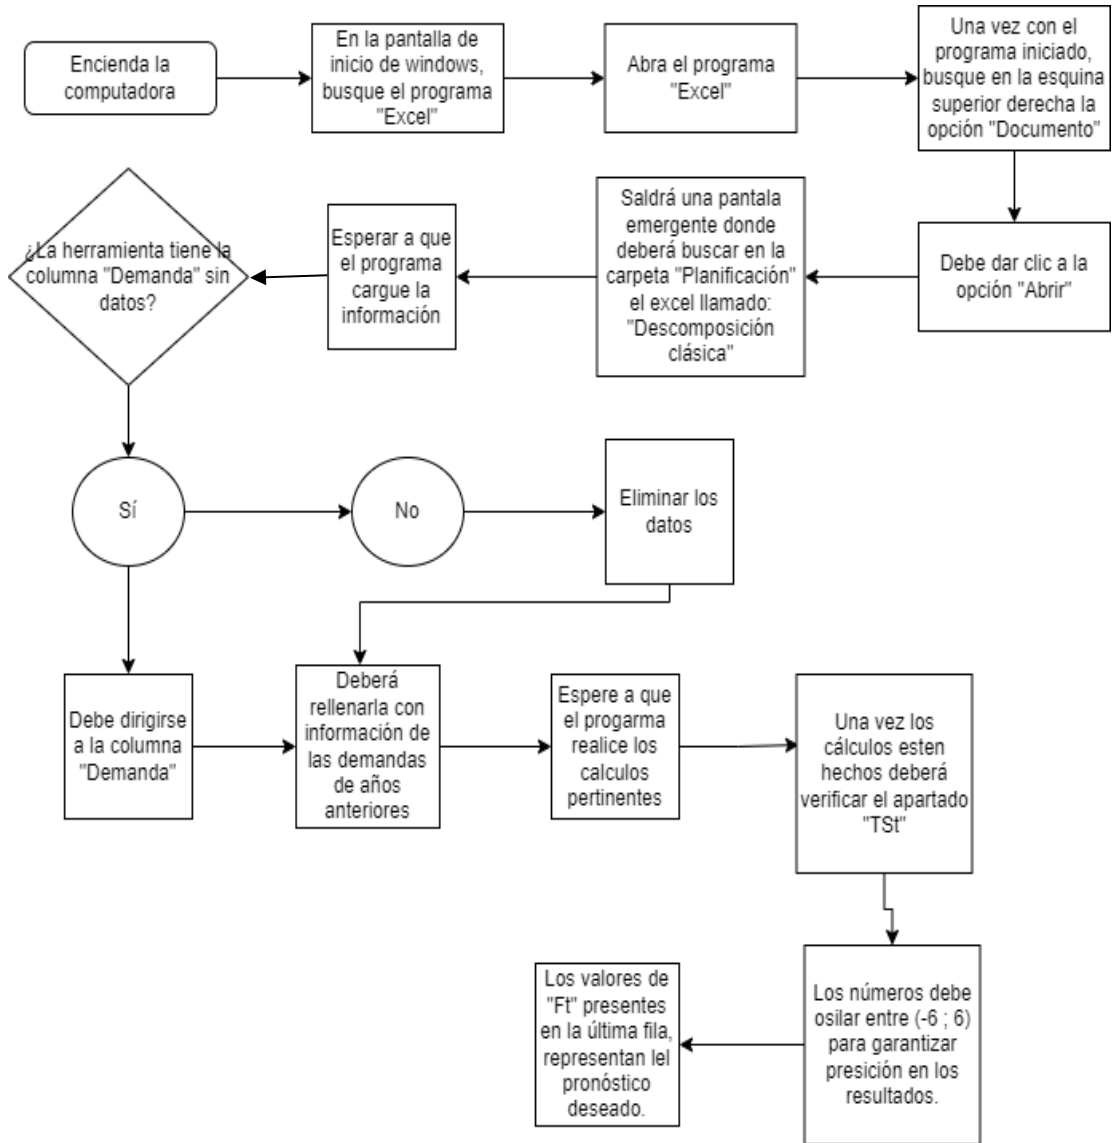 Encienda la
computadora
En la pantalla de
inicio de windows,
busque el programa
"Excel"
Abra el programa
"Excel"
Una vez con el
programa iniciado,
busque en la esquina
superior derecha la
opción "Documento"
Debe dar clic a la
opción "Abrir"
Saldrá una pantala
emergente donde
deberá buscar en la
carpeta "Planificación"
el excel llamado:
"Descomposición
clásica"
Esperar a que
el programa
cargue la
información
¿La herramienta tiene la
columna "Demanda" sin
datos?
Sí
No
Eliminar los
datos
Debe dirigirse
a la columna
"Demanda"
Deberá
rellenarla con
información de
las demandas
de años
anteriores
Espere a que
el progarma
realice los
calculos
pertinentes
Una vez los
cálculos esten
hechos deberá
verificar el apartado
"TSt"
Los números debe
osilar entre (-6 ; 6)
para garantizar
presición en los
resultados.
Los valores de
"Ft" presentes
en la última fila,
representan lel
pronóstico
deseado.